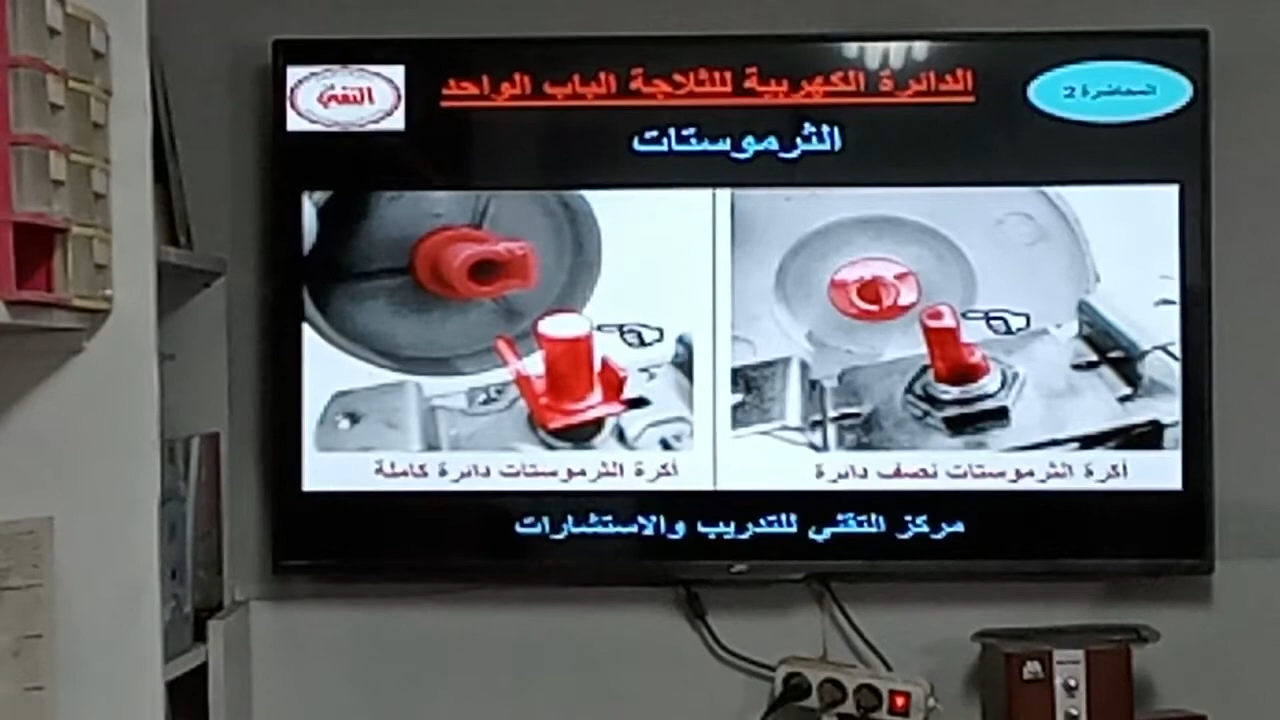 المحاضرة 2
الدائرة الكهربية للثلاجة الباب الواحد
التقني
الثرموستات
أكرة الثرموستات نصف دائرة
أكرة الثرموستات دائرة كاملة
مركز التقني للتدريب والاستشارات